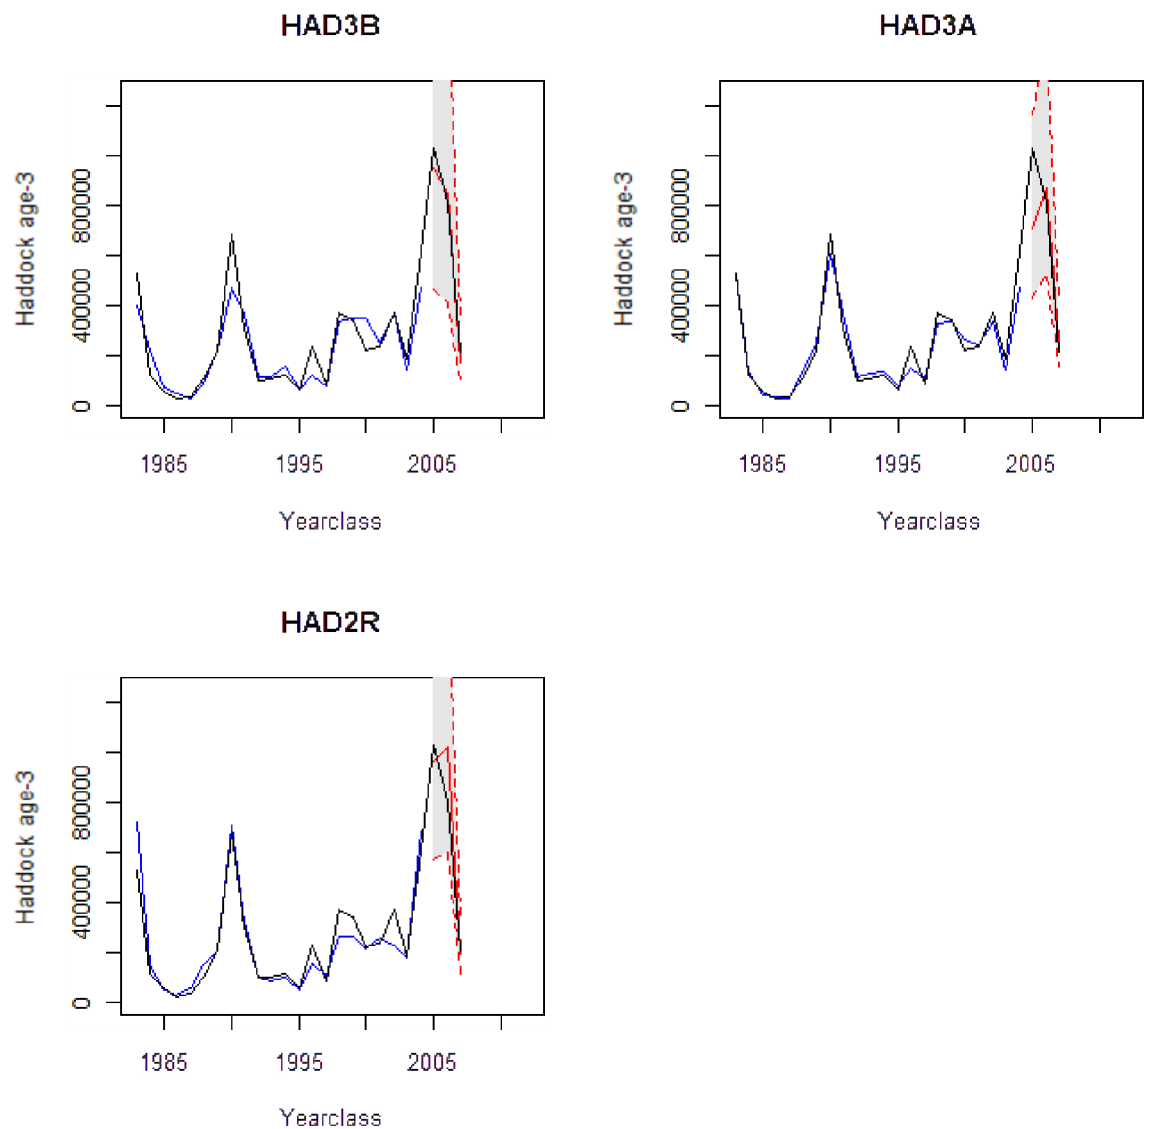 HAD3B
Haddock age-3
800000
400000
0
1985 1995 2005
Yearclass
HAD3A
Haddock age-3
800000
400000
0
1985 1995 2005
Yearclass
HAD2R
Haddock age-3
800000
400000
0
1985 1995 2005
Yearclass